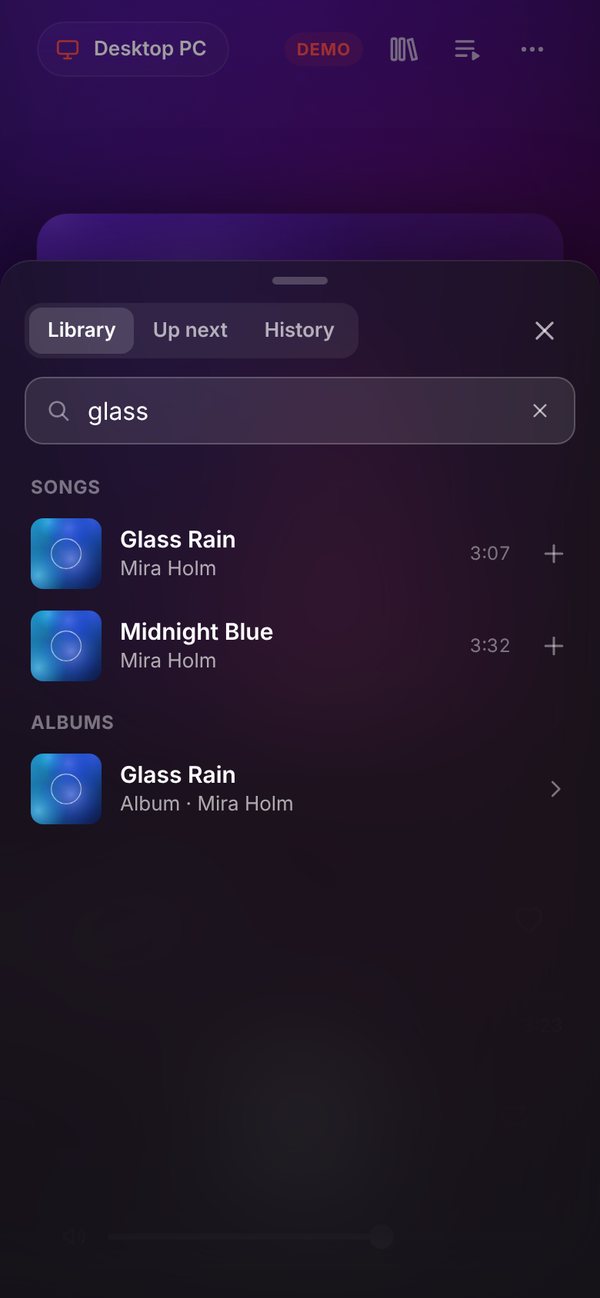 Desktop PC
DEMO
Library
Up next
History
glass
SONGS
Glass Rain
Mira Holm
3:07
Midnight Blue
Mira Holm
3:32
ALBUMS
Glass Rain
Album · Mira Holm